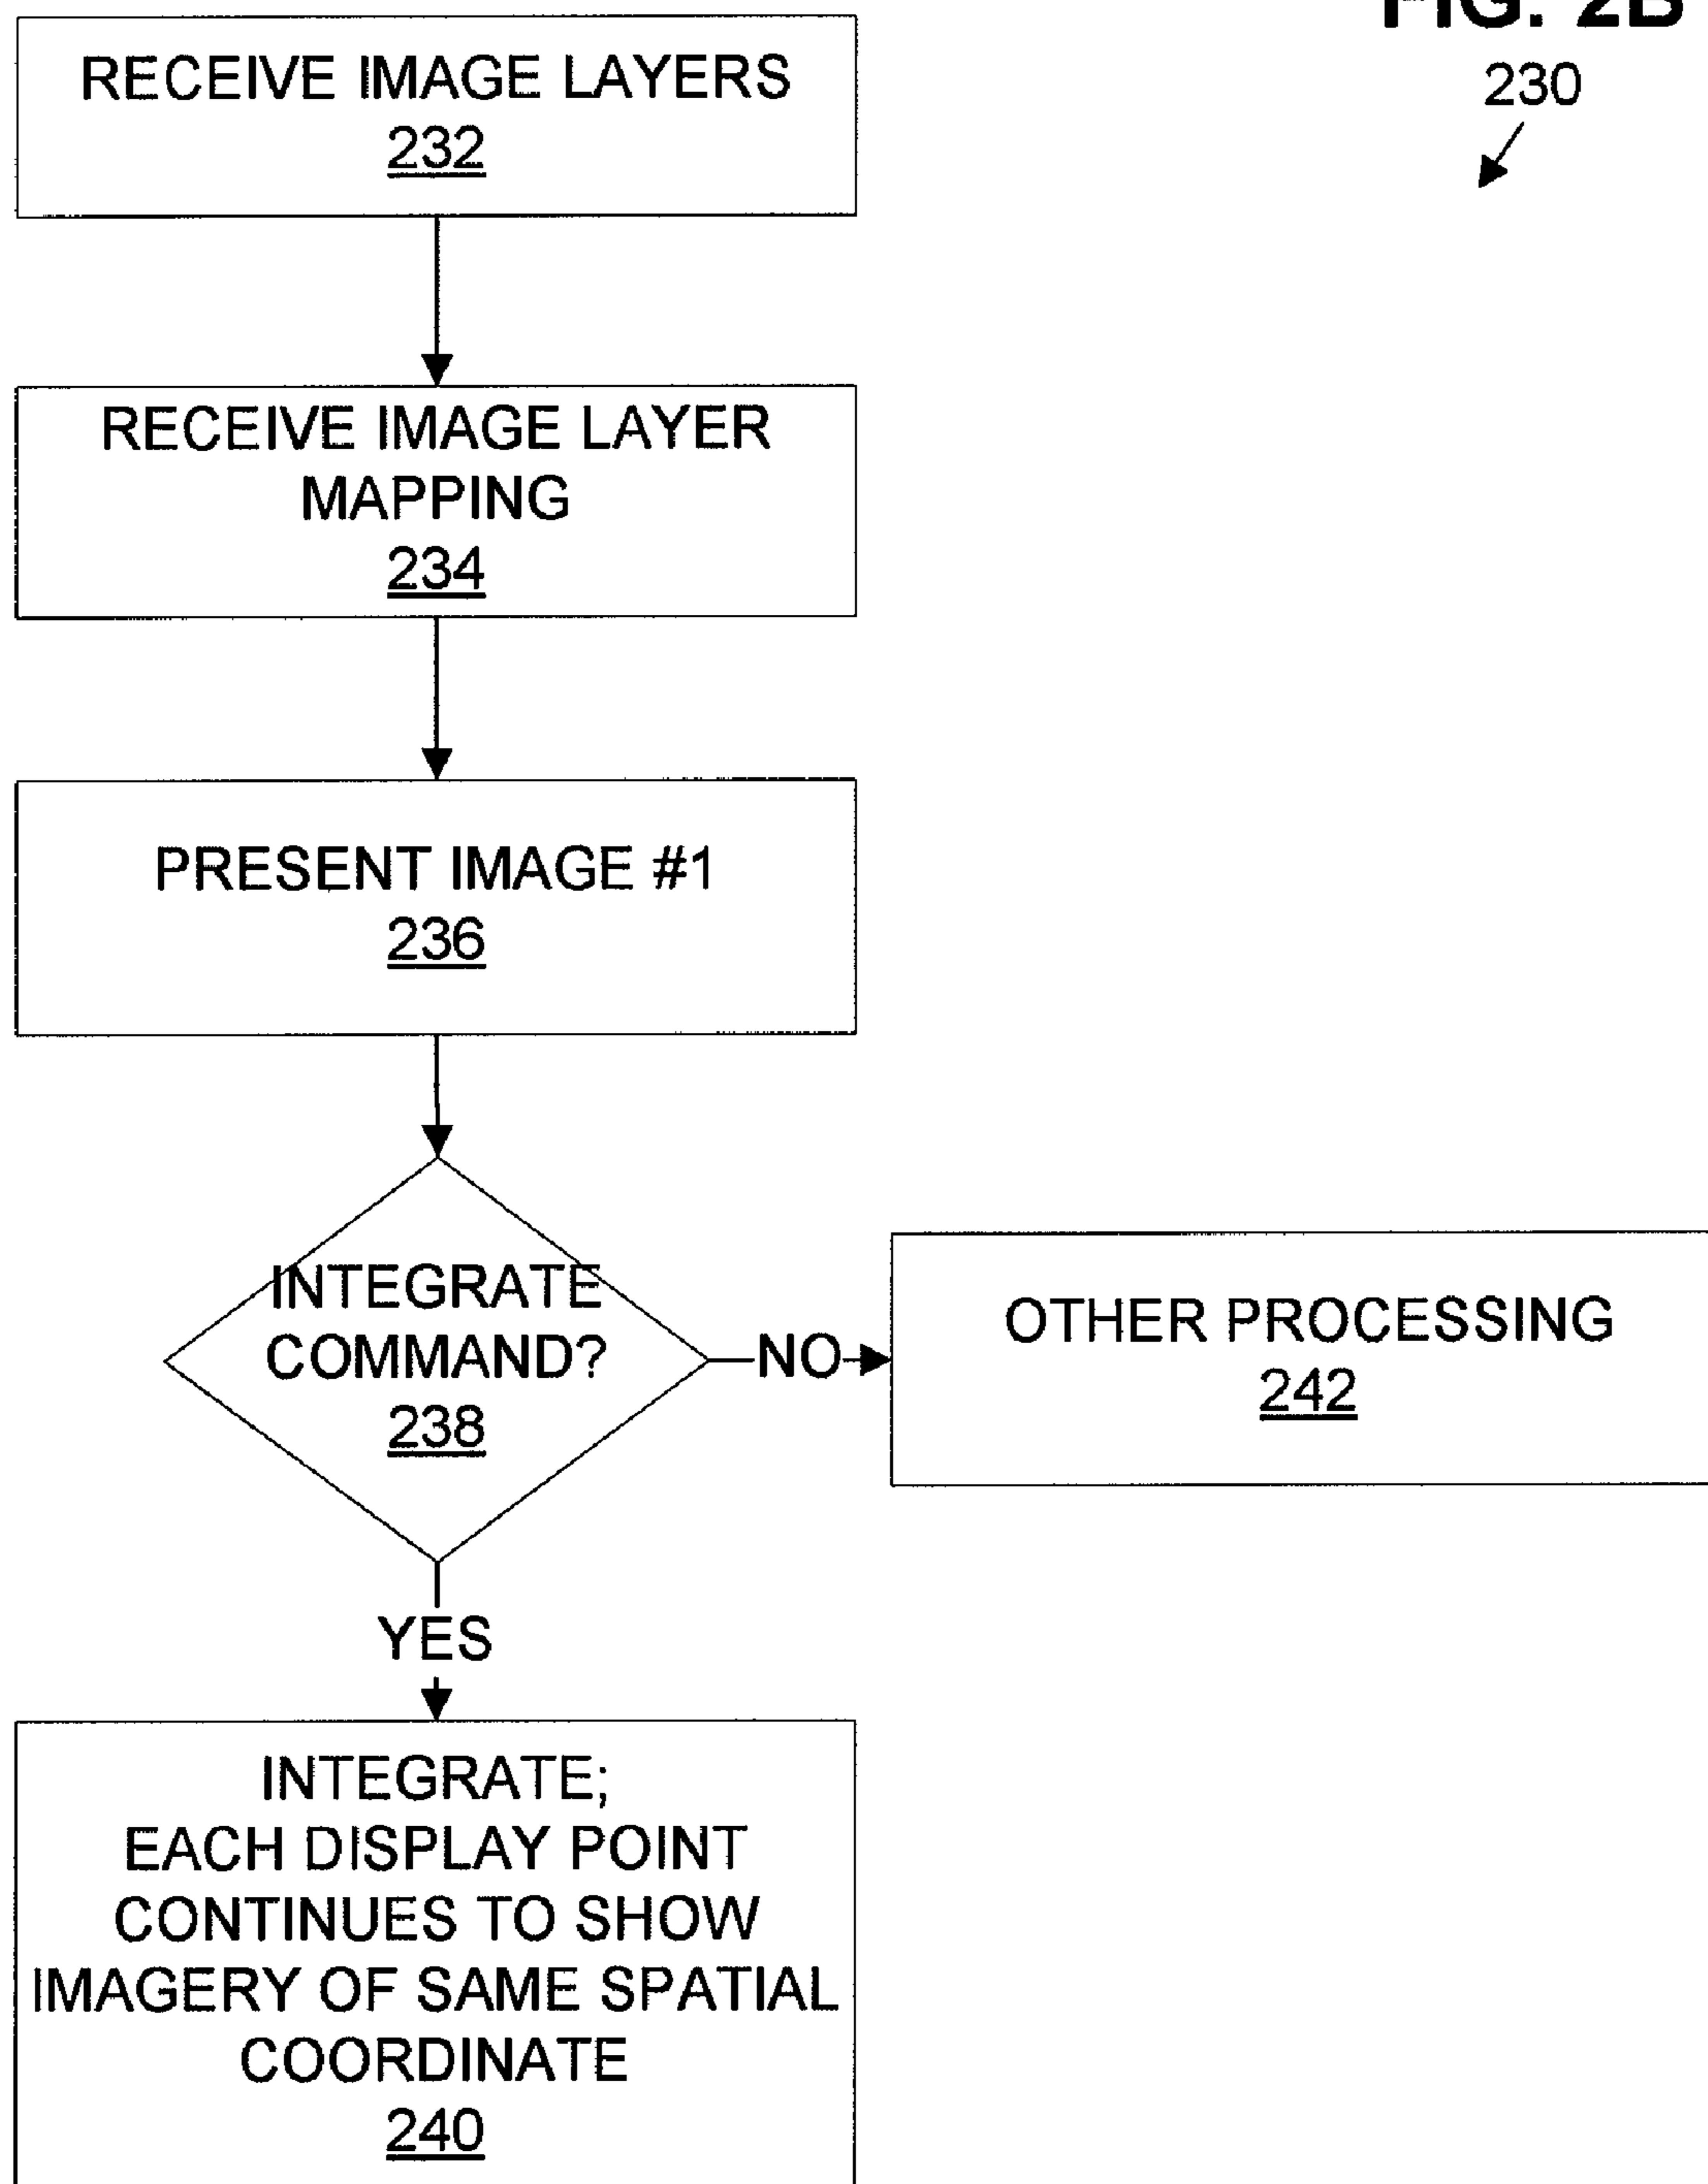 FIG. 2B
230
RECEIVE IMAGE LAYERS
232
RECEIVE IMAGE LAYER
MAPPING
234
PRESENT IMAGE #1
236
INTEGRATE
COMMAND?
238
NO
OTHER PROCESSING
242
YES
INTEGRATE;
EACH DISPLAY POINT
CONTINUES TO SHOW
IMAGERY OF SAME SPATIAL
COORDINATE
240